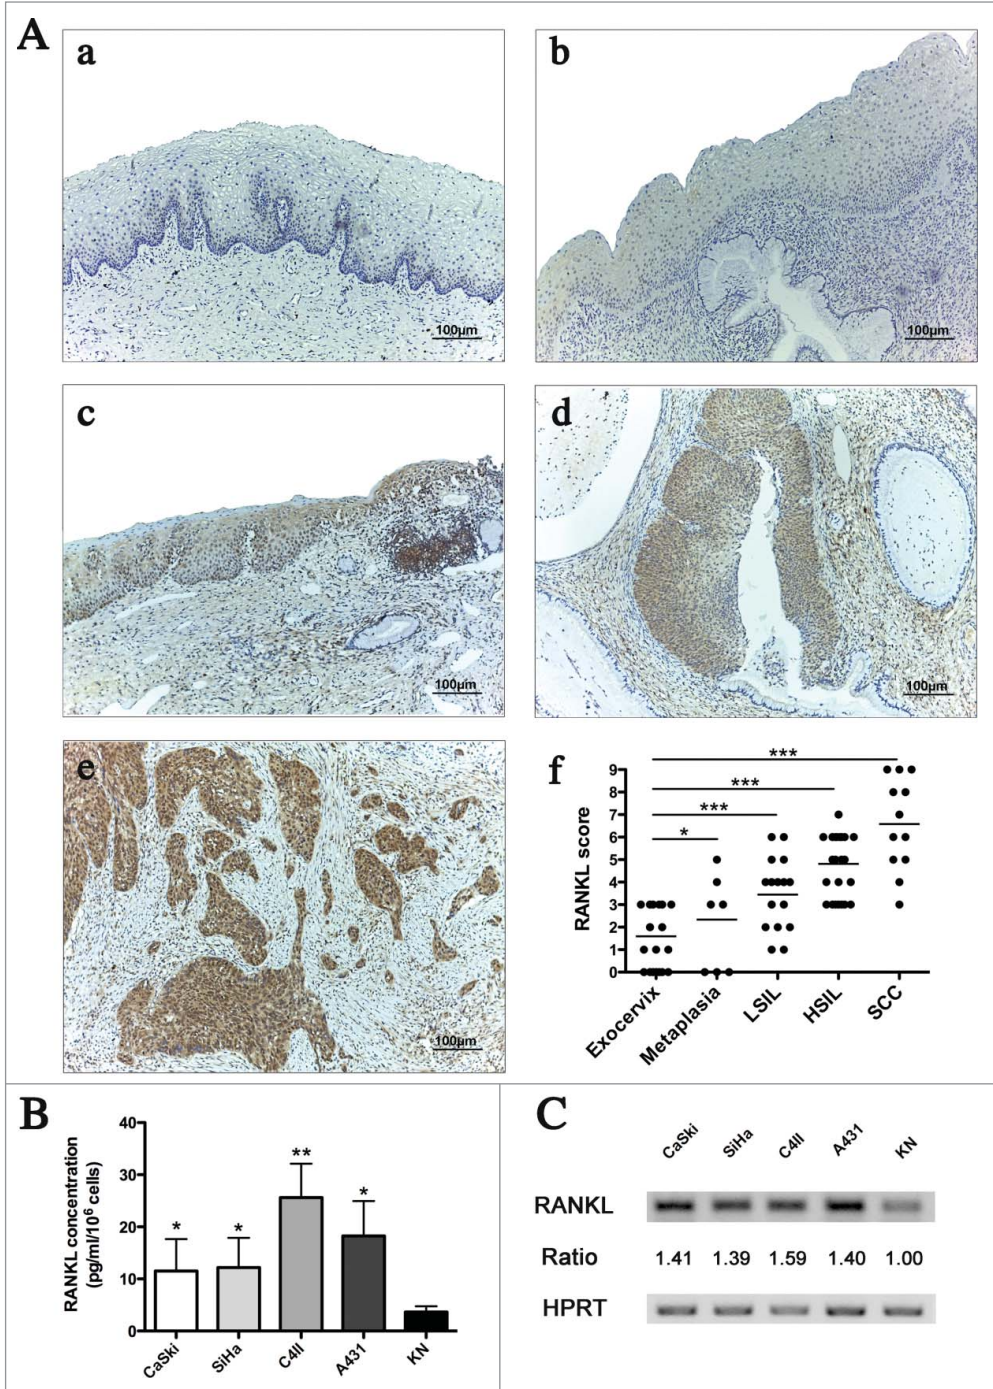 A
a
100µm
b
100µm
c
100µm
d
100µm
e
100µm
f
***
***
***
*
RANKL score
9
8
7
6
5
4
3
2
1
0
Exocervix
Metaplasia
LSIL
HSIL
SCC
B
RANKL concentration
(pg/ml/10⁶ cells)
40
30
20
10
0
*
*
**
*
CaSki
SiHa
C4II
A431
KN
C
CaSki SiHa C4II A431 KN
RANKL
Ratio 1.41 1.39 1.59 1.40 1.00
HPRT